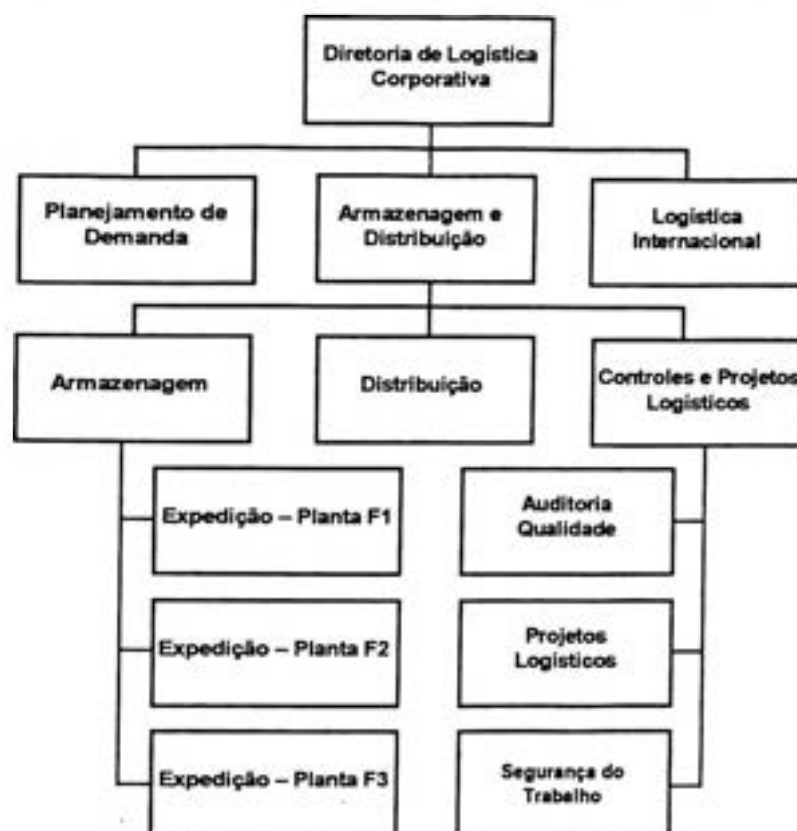 Diretoria de Logística
Corporativa
Planejamento de
Demanda
Armazenagem e
Distribuição
Logística
Internacional
Armazenagem
Distribuição
Controles e Projetos
Logísticos
Expedição – Planta F1
Auditoria
Qualidade
Expedição – Planta F2
Projetos
Logísticos
Expedição – Planta F3
Segurança do
Trabalho